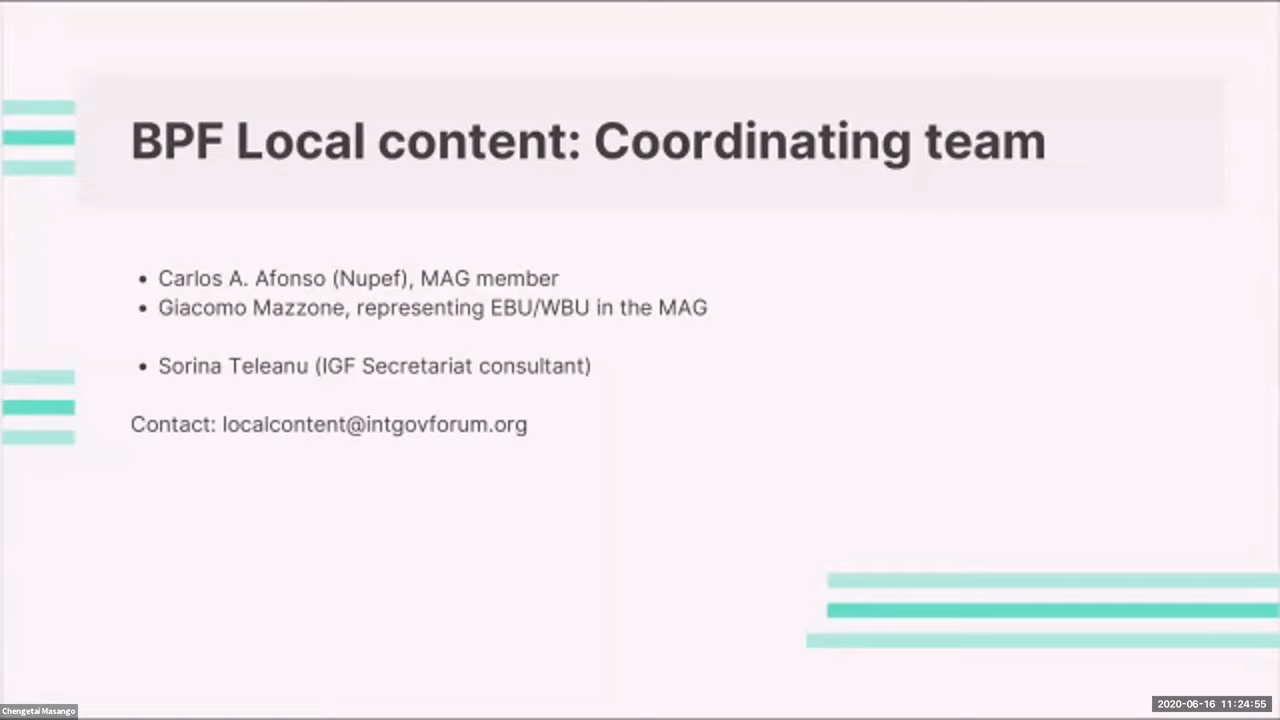 BPF Local content: Coordinating team
• Carlos A. Afonso (Nupef), MAG member
• Giacomo Mazzone, representing EBU/WBU in the MAG
• Sorina Teleanu (IGF Secretariat consultant)
Contact: localcontent@intgovforum.org
Chengetai Masango
2020-06-16 11:24:55